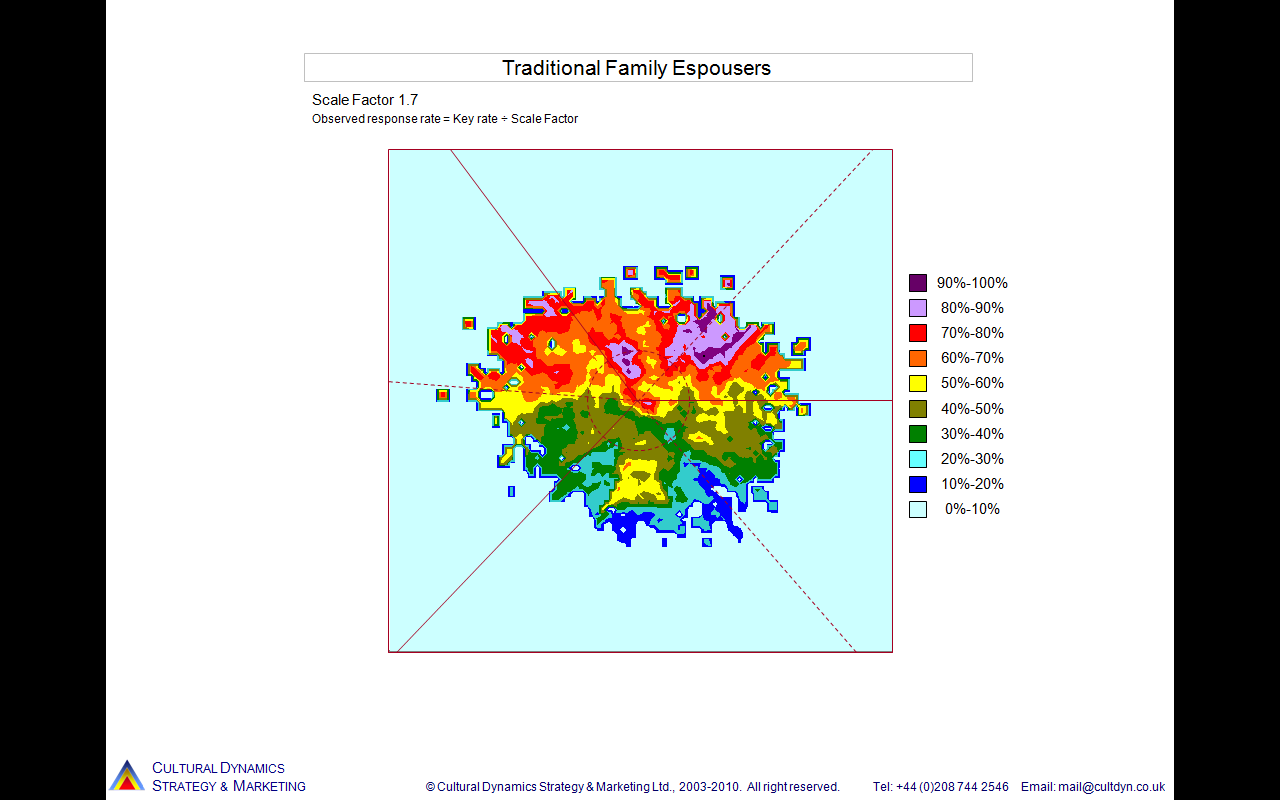 Traditional Family Espousers
Scale Factor 1.7
Observed response rate = Key rate ÷ Scale Factor
90%-100%
80%-90%
70%-80%
60%-70%
50%-60%
40%-50%
30%-40%
20%-30%
10%-20%
0%-10%
CULTURAL DYNAMICS
STRATEGY & MARKETING
© Cultural Dynamics Strategy & Marketing Ltd., 2003-2010. All right reserved. Tel: +44 (0)208 744 2546 Email: mail@cultdyn.co.uk